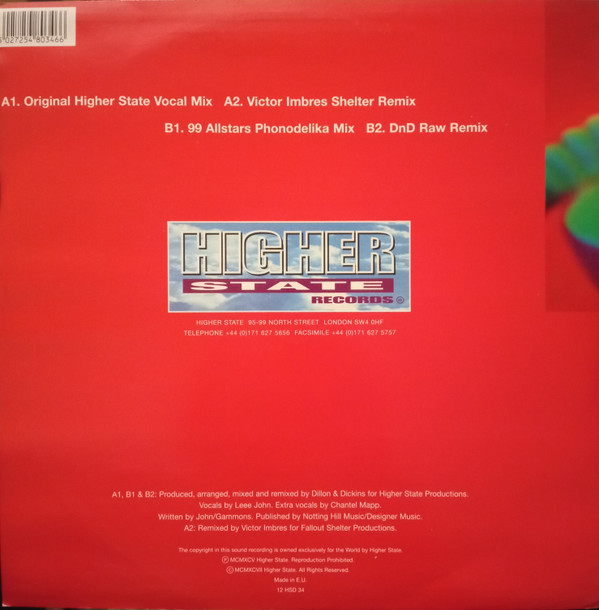 5 027254 803466
A1. Original Higher State Vocal Mix A2. Victor Imbres Shelter Remix
B1. 99 Allstars Phonodelika Mix B2. DnD Raw Remix
HIGHER
STATE
RECORDS®
HIGHER STATE 95-99 NORTH STREET LONDON SW4 0HF
TELEPHONE +44 (0)171 627 5656 FACSIMILE +44 (0)171 627 5757
A1, B1 & B2: Produced, arranged, mixed and remixed by Dillon & Dickins for Higher State Productions.
Vocals by Leee John. Extra vocals by Chantel Mapp.
Written by John/Gammons. Published by Notting Hill Music/Designer Music.
A2: Remixed by Victor Imbres for Fallout Shelter Productions.
The copyright in this sound recording is owned exclusively for the World by Higher State.
Ⓟ MCMXCV Higher State. Reproduction Prohibited.
Ⓒ MCMXCVII Higher State. All Rights Reserved.
Made in E.U.
12 HSD 34